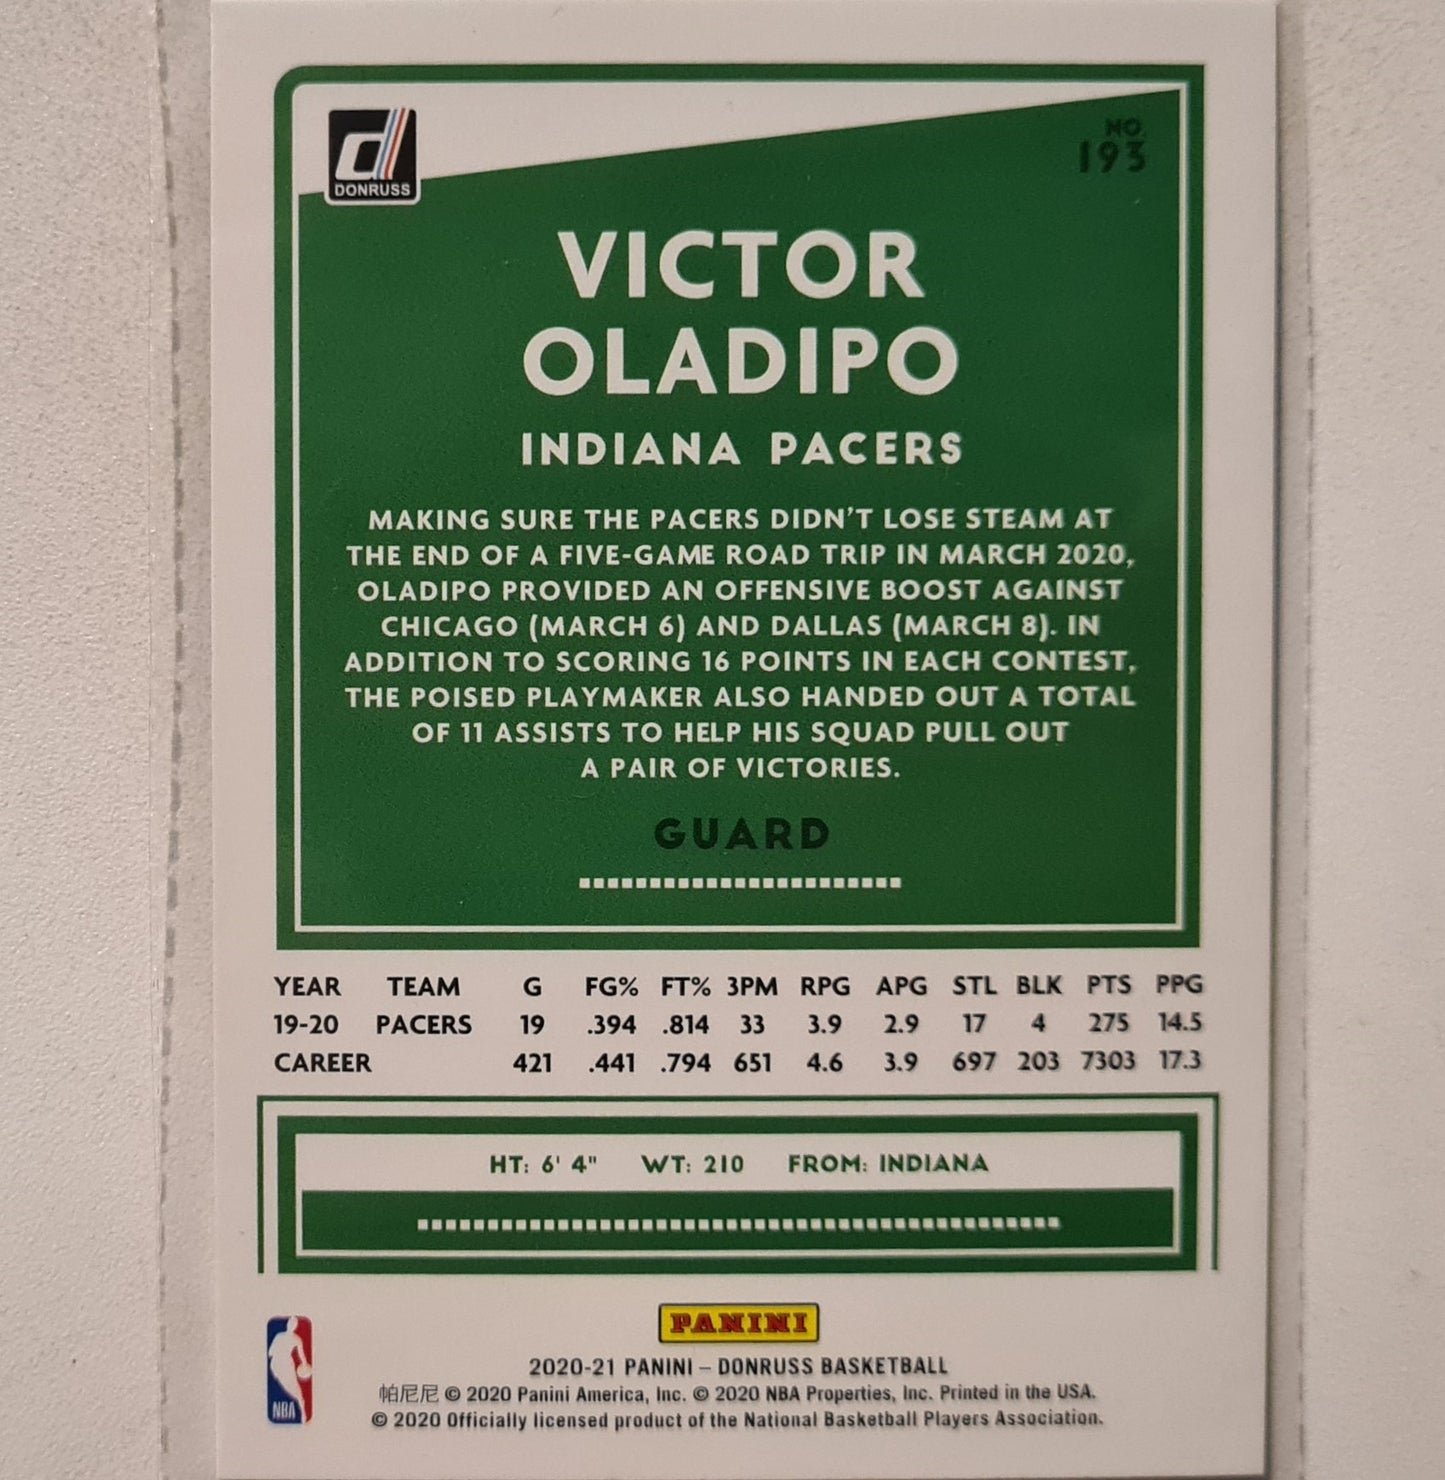 DONRUSS
NO.
193
VICTOR
OLADIPO
INDIANA PACERS
MAKING SURE THE PACERS DIDN'T LOSE STEAM AT
THE END OF A FIVE-GAME ROAD TRIP IN MARCH 2020,
OLADIPO PROVIDED AN OFFENSIVE BOOST AGAINST
CHICAGO (MARCH 6) AND DALLAS (MARCH 8). IN
ADDITION TO SCORING 16 POINTS IN EACH CONTEST,
THE POISED PLAYMAKER ALSO HANDED OUT A TOTAL
OF 11 ASSISTS TO HELP HIS SQUAD PULL OUT
A PAIR OF VICTORIES.
GUARD
YEAR TEAM G FG% FT% 3PM RPG APG STL BLK PTS PPG
19-20 PACERS 19 .394 .814 33 3.9 2.9 17 4 275 14.5
CAREER 421 .441 .794 651 4.6 3.9 697 203 7303 17.3
HT: 6' 4" WT: 210 FROM: INDIANA
PANINI
NBA
2020-21 PANINI – DONRUSS BASKETBALL
帕尼尼 © 2020 Panini America, Inc. © 2020 NBA Properties, Inc. Printed in the USA.
© 2020 Officially licensed product of the National Basketball Players Association.